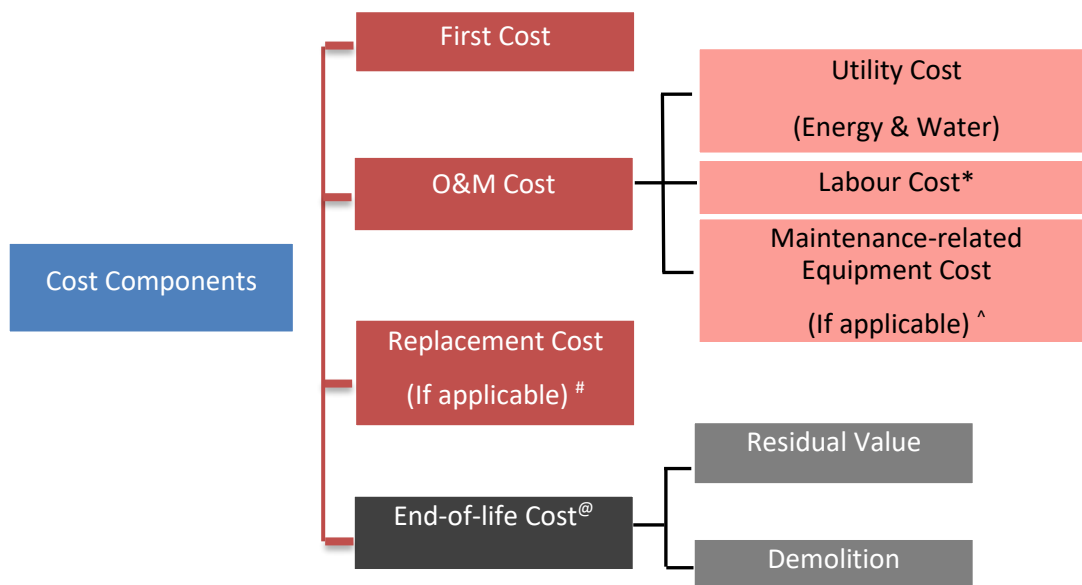 Cost Components
First Cost
O&M Cost
Utility Cost
(Energy & Water)
Labour Cost*
Maintenance-related
Equipment Cost
(If applicable) ^
Replacement Cost
(If applicable) #
End-of-life Cost@
Residual Value
Demolition